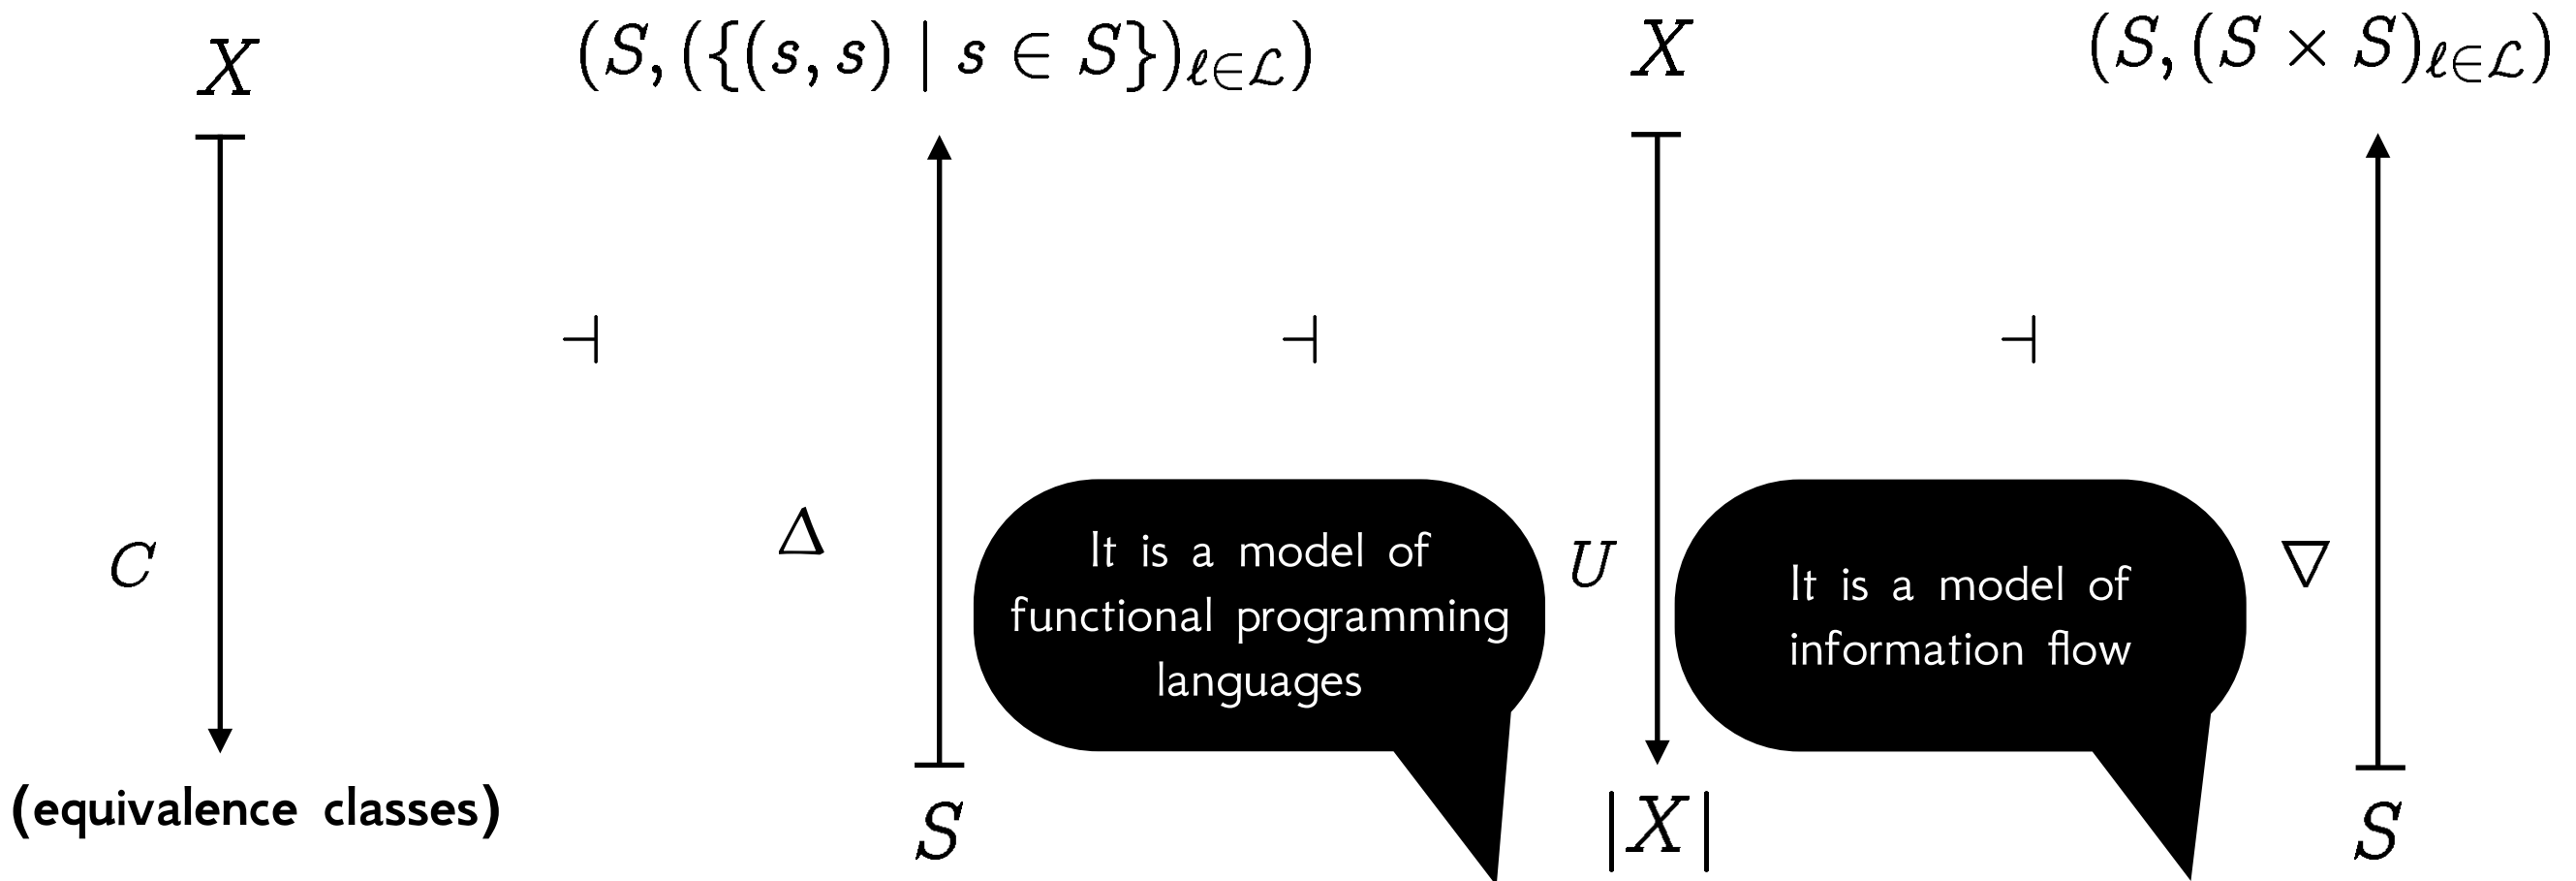 X
(S, ({(s, s) | s ∈ S})ℓ∈ℒ)
X
(S, (S × S)ℓ∈ℒ)
⊣
⊣
⊣
C
Δ
It is a model of
functional programming
languages
U
It is a model of
information flow
∇
(equivalence classes)
S
|X|
S